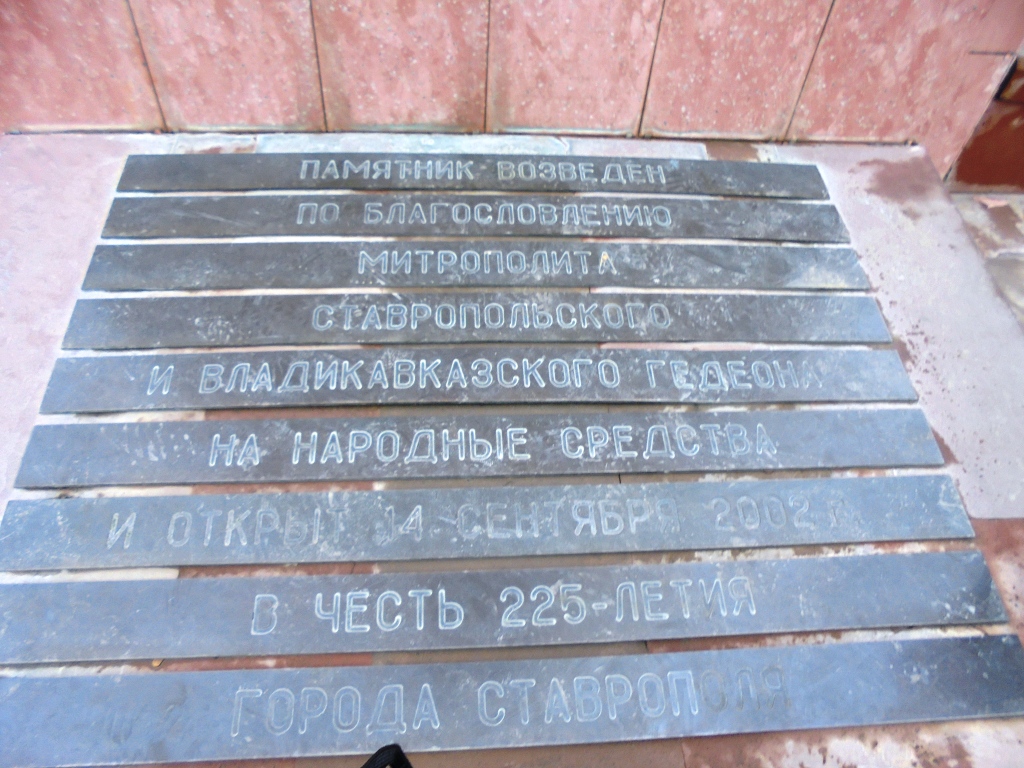 ПАМЯТНИК ВОЗВЕДЕН
ПО БЛАГОСЛОВЛЕНИЮ
МИТРОПОЛИТА
СТАВРОПОЛЬСКОГО
И ВЛАДИКАВКАЗСКОГО ГЕДЕОНА
НА НАРОДНЫЕ СРЕДСТВА
И ОТКРЫТ 14 СЕНТЯБРЯ 2002 Г.
В ЧЕСТЬ 225-ЛЕТИЯ
ГОРОДА СТАВРОПОЛЯ